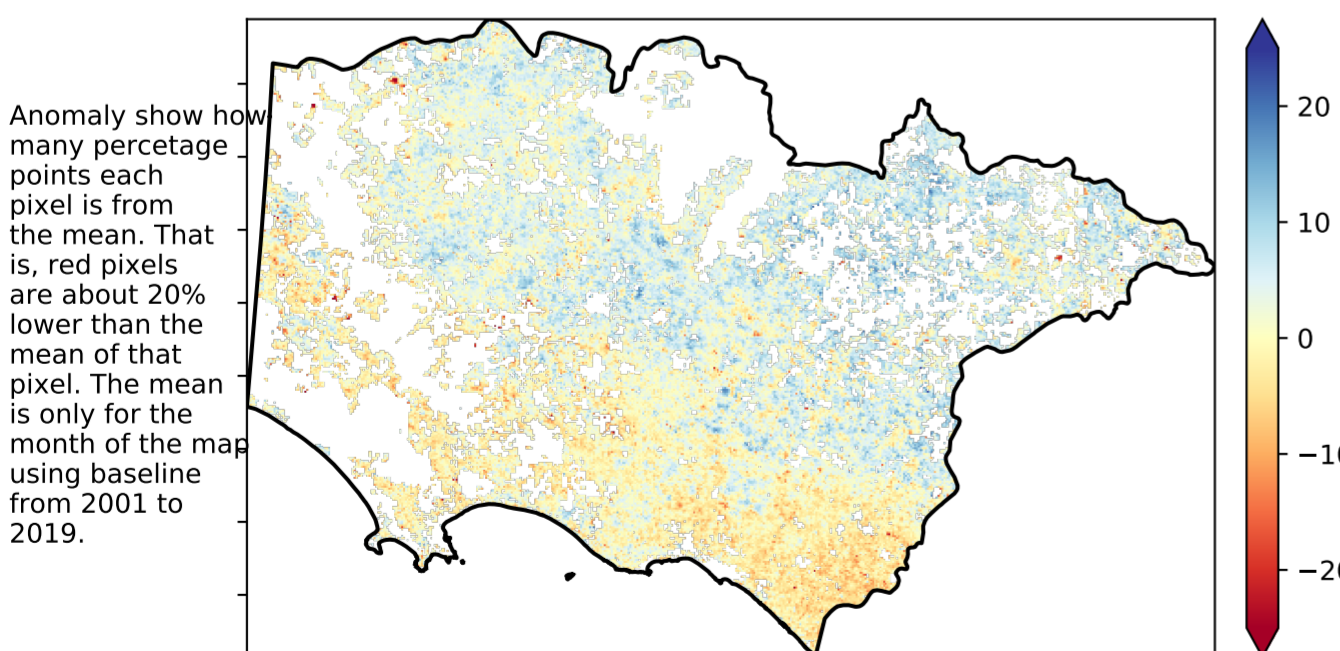 Anomaly show how
many percetage
points each
pixel is from
the mean. That
is, red pixels
are about 20%
lower than the
mean of that
pixel. The mean
is only for the
month of the map
using baseline
from 2001 to
2019.
20
10
0
−10
−20